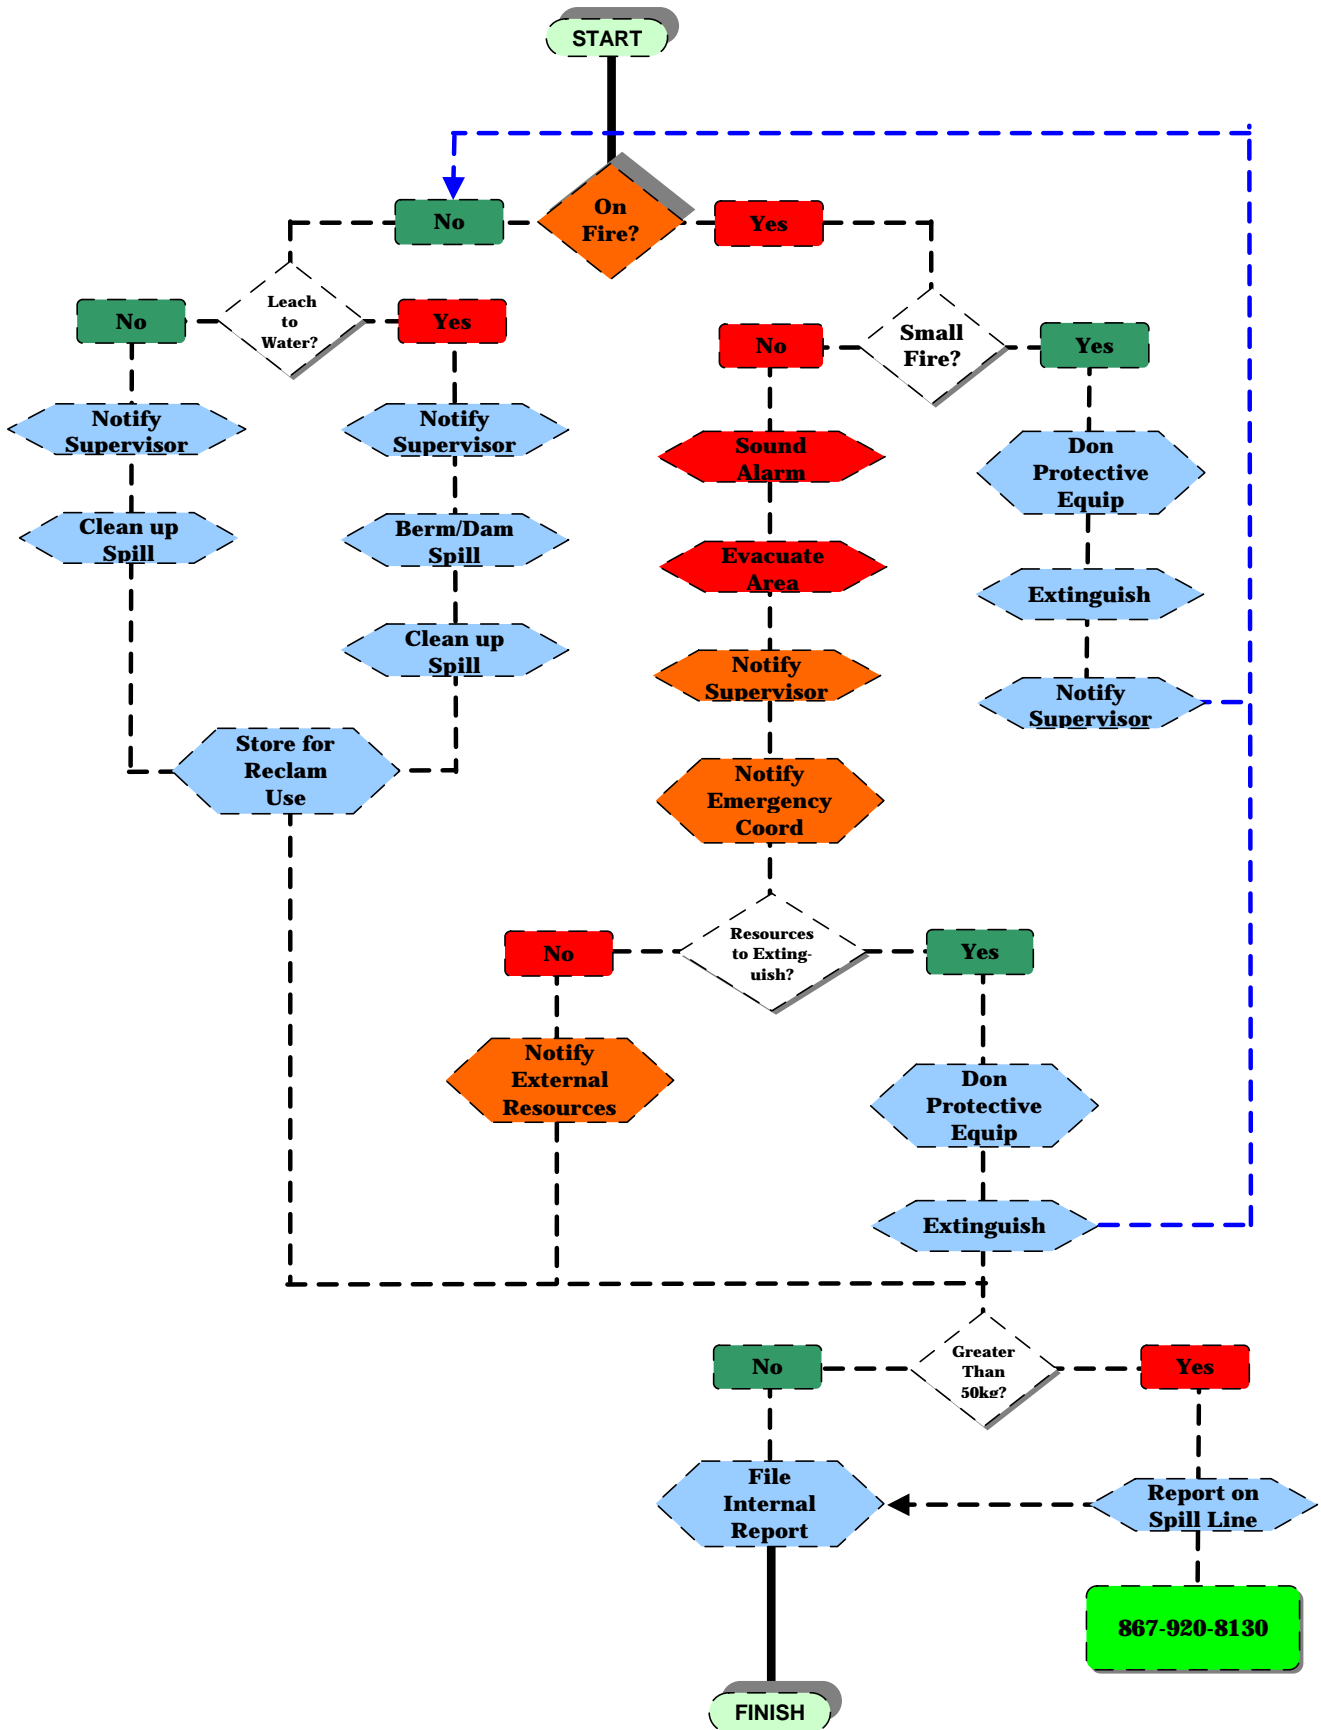 START
On
Fire?
No
Yes
Leach
to
Water?
No
Yes
Small
Fire?
No
Yes
Notify
Supervisor
Notify
Supervisor
Sound
Alarm
Don
Protective
Equip
Clean up
Spill
Berm/Dam
Spill
Evacuate
Area
Extinguish
Clean up
Spill
Notify
Supervisor
Notify
Supervisor
Store for
Reclam
Use
Notify
Emergency
Coord
Resources
to Exting-
uish?
No
Yes
Notify
External
Resources
Don
Protective
Equip
Extinguish
Greater
Than
50kg?
No
Yes
File
Internal
Report
Report on
Spill Line
867-920-8130
FINISH